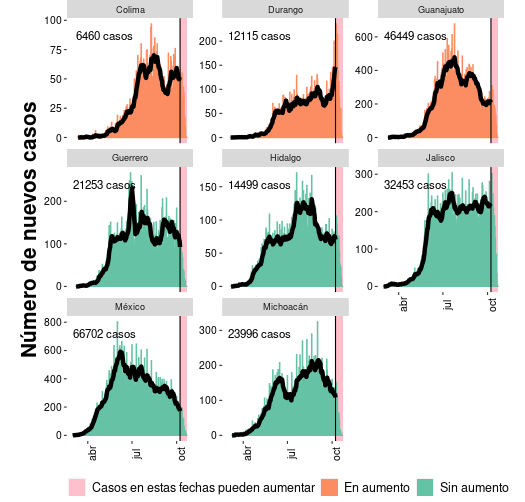 Número de nuevos casos
Colima
Durango
Guanajuato
100
75
50
25
0
6460 casos
200
150
100
50
0
12115 casos
600
400
200
0
46449 casos
Guerrero
Hidalgo
Jalisco
200
100
0
21253 casos
150
100
50
0
14499 casos
300
200
100
0
32453 casos
abr
jul
oct
México
Michoacán
800
600
400
200
0
66702 casos
300
200
100
0
23996 casos
abr
jul
oct
abr
jul
oct
Casos en estas fechas pueden aumentar
En aumento
Sin aumento